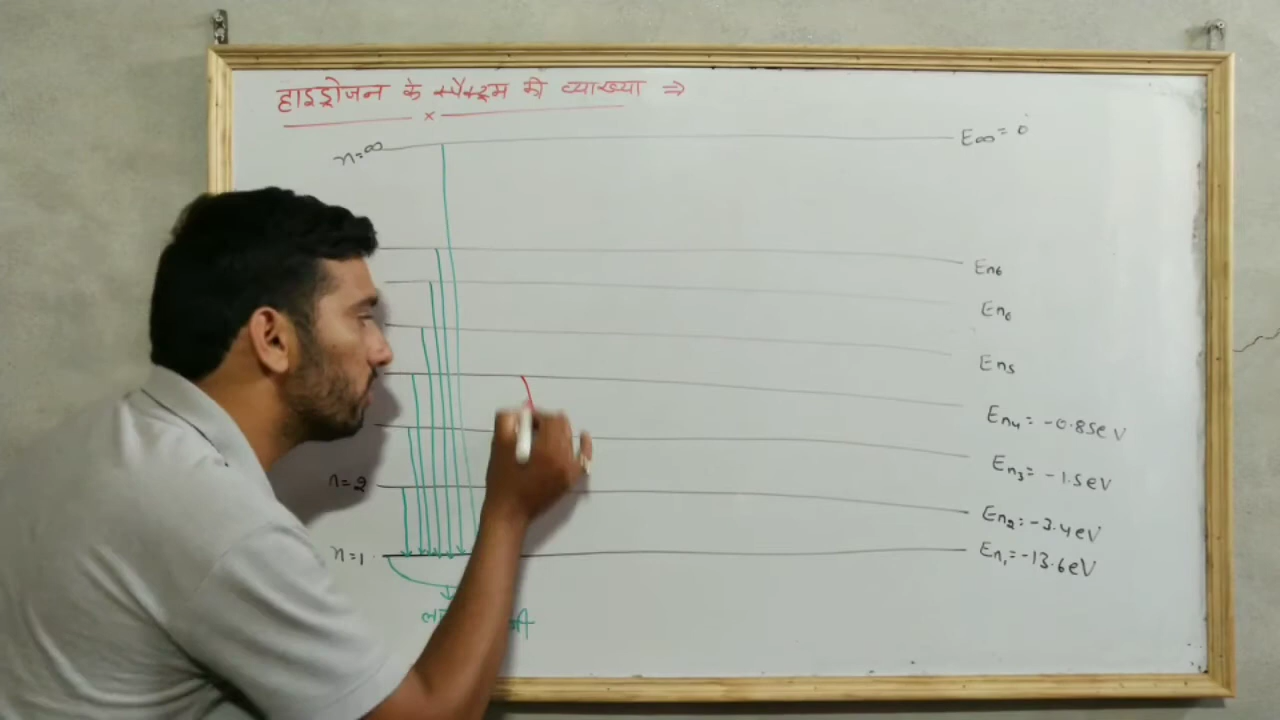 हाइड्रोजन के स्पैक्ट्रम की व्याख्या ⇒
n=∞ E∞=0
En6
En6
En5
En4=-0.85eV
En3=-1.5eV
n=2 En2=-3.4eV
n=1 En1=-13.6eV